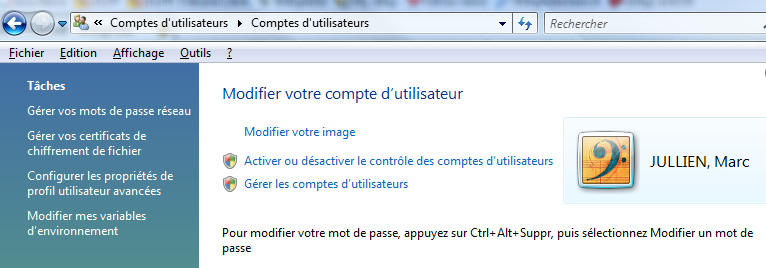 Comptes d'utilisateurs Comptes d'utilisateurs Rechercher
Fichier Edition Affichage Outils ?
Tâches
Gérer vos mots de passe réseau
Gérer vos certificats de
chiffrement de fichier
Configurer les propriétés de
profil utilisateur avancées
Modifier mes variables
d'environnement
Modifier votre compte d'utilisateur
Modifier votre image
Activer ou désactiver le contrôle des comptes d'utilisateurs
Gérer les comptes d'utilisateurs
JULLIEN, Marc
Pour modifier votre mot de passe, appuyez sur Ctrl+Alt+Suppr, puis sélectionnez Modifier un mot de
passe